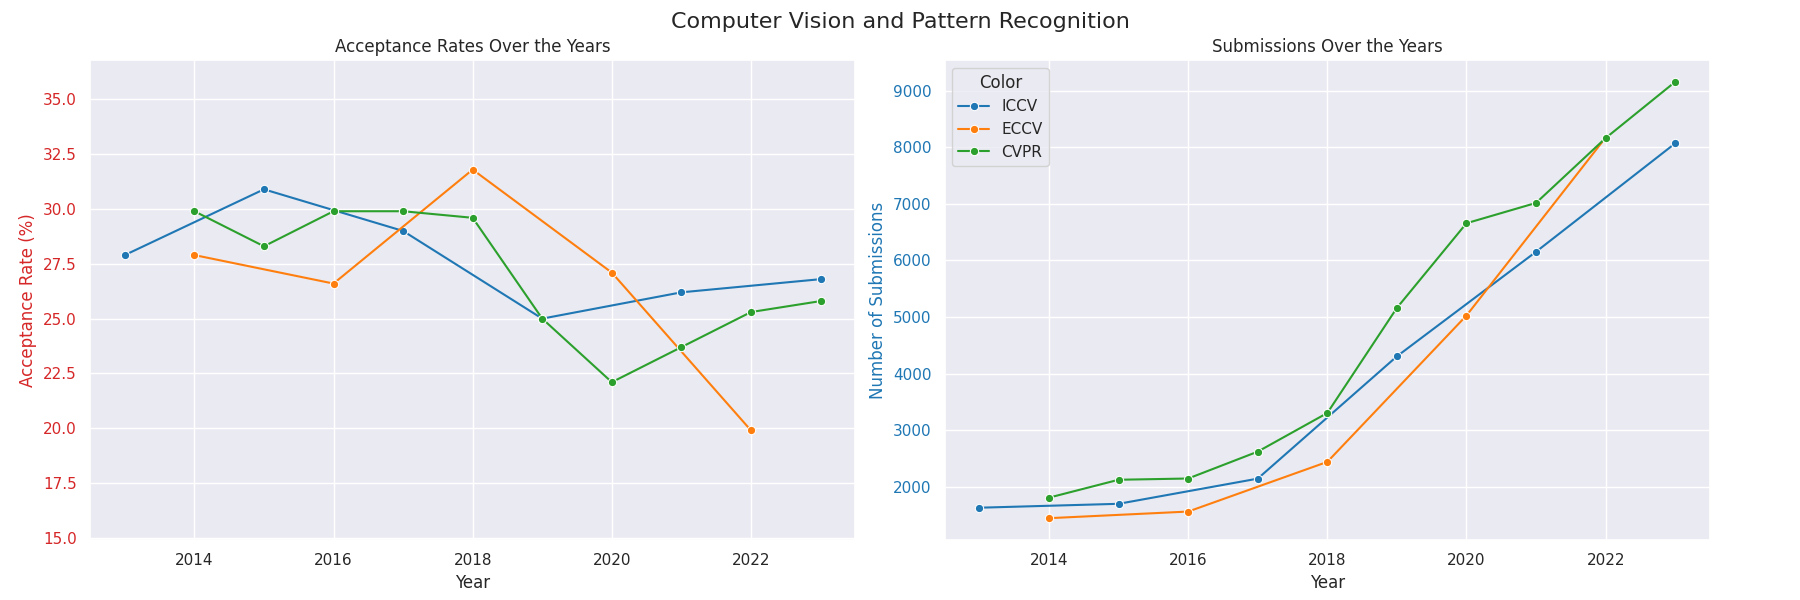 Computer Vision and Pattern Recognition
Acceptance Rates Over the Years
Acceptance Rate (%)
35.0
32.5
30.0
27.5
25.0
22.5
20.0
17.5
15.0
2014 2016 2018 2020 2022
Year
Submissions Over the Years
Number of Submissions
9000
8000
7000
6000
5000
4000
3000
2000
Color
ICCV
ECCV
CVPR
2014 2016 2018 2020 2022
Year